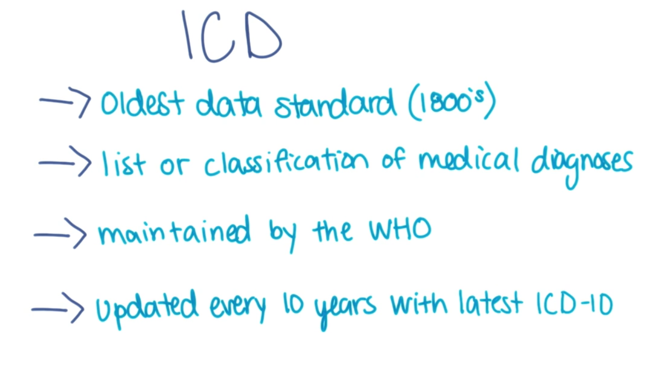 ICD
→ Oldest data standard (1800's)
→ list or classification of medical diagnoses
→ maintained by the WHO
→ updated every 10 years with latest ICD-10